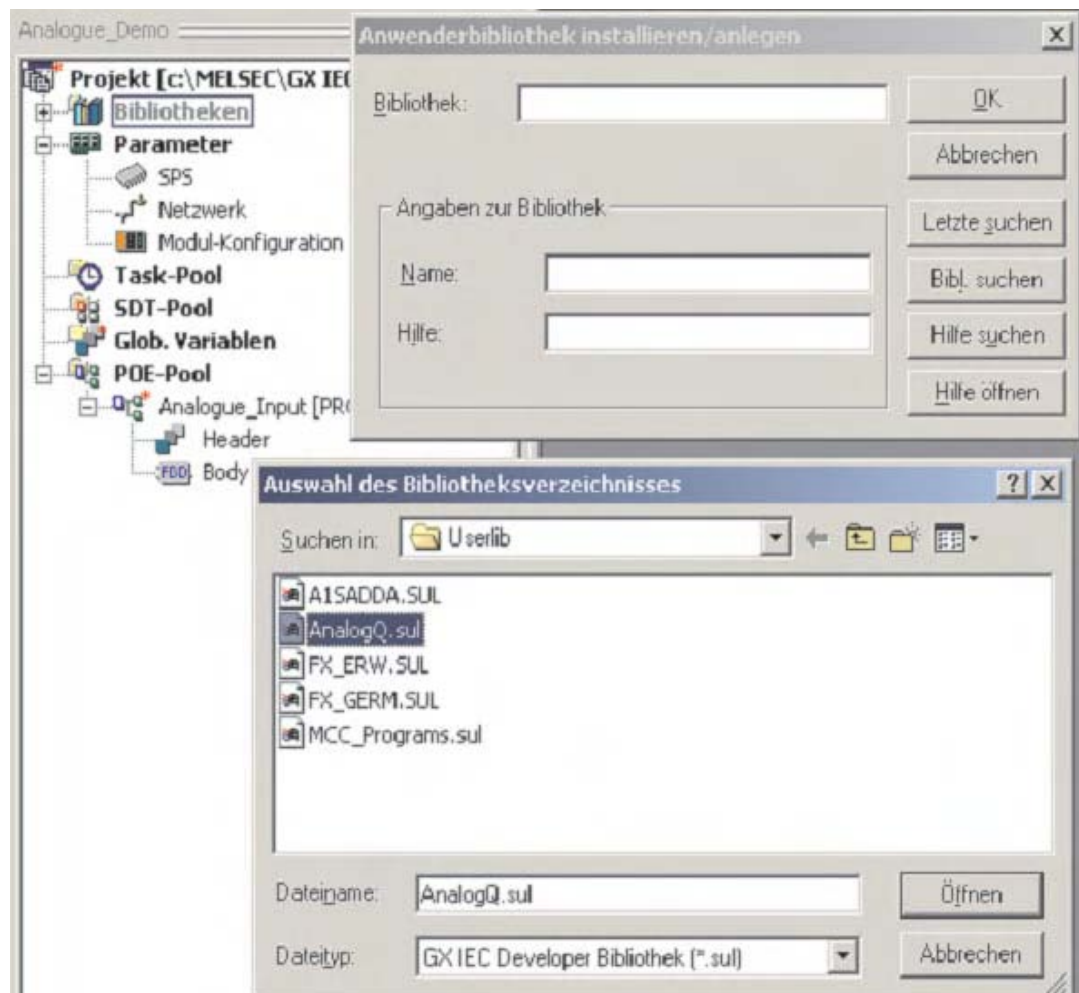 Analogue_Demo
Projekt [c:\MELSEC\GX IEC
Bibliotheken
Parameter
SPS
Netzwerk
Modul-Konfiguration
Task-Pool
SDT-Pool
Glob. Variablen
POE-Pool
Analogue_Input [PR
Header
Body
Anwenderbibliothek installieren/anlegen
Bibliothek:
OK
Abbrechen
Angaben zur Bibliothek
Name:
Hilfe:
Letzte suchen
Bibl. suchen
Hilfe suchen
Hilfe öffnen
Auswahl des Bibliotheksverzeichnisses
Suchen in:
Userlib
A1SADDA.SUL
AnalogQ.sul
FX_ERW.SUL
FX_GERM.SUL
MCC_Programs.sul
Dateiname:
AnalogQ.sul
Öffnen
Dateityp:
GX IEC Developer Bibliothek (*.sul)
Abbrechen